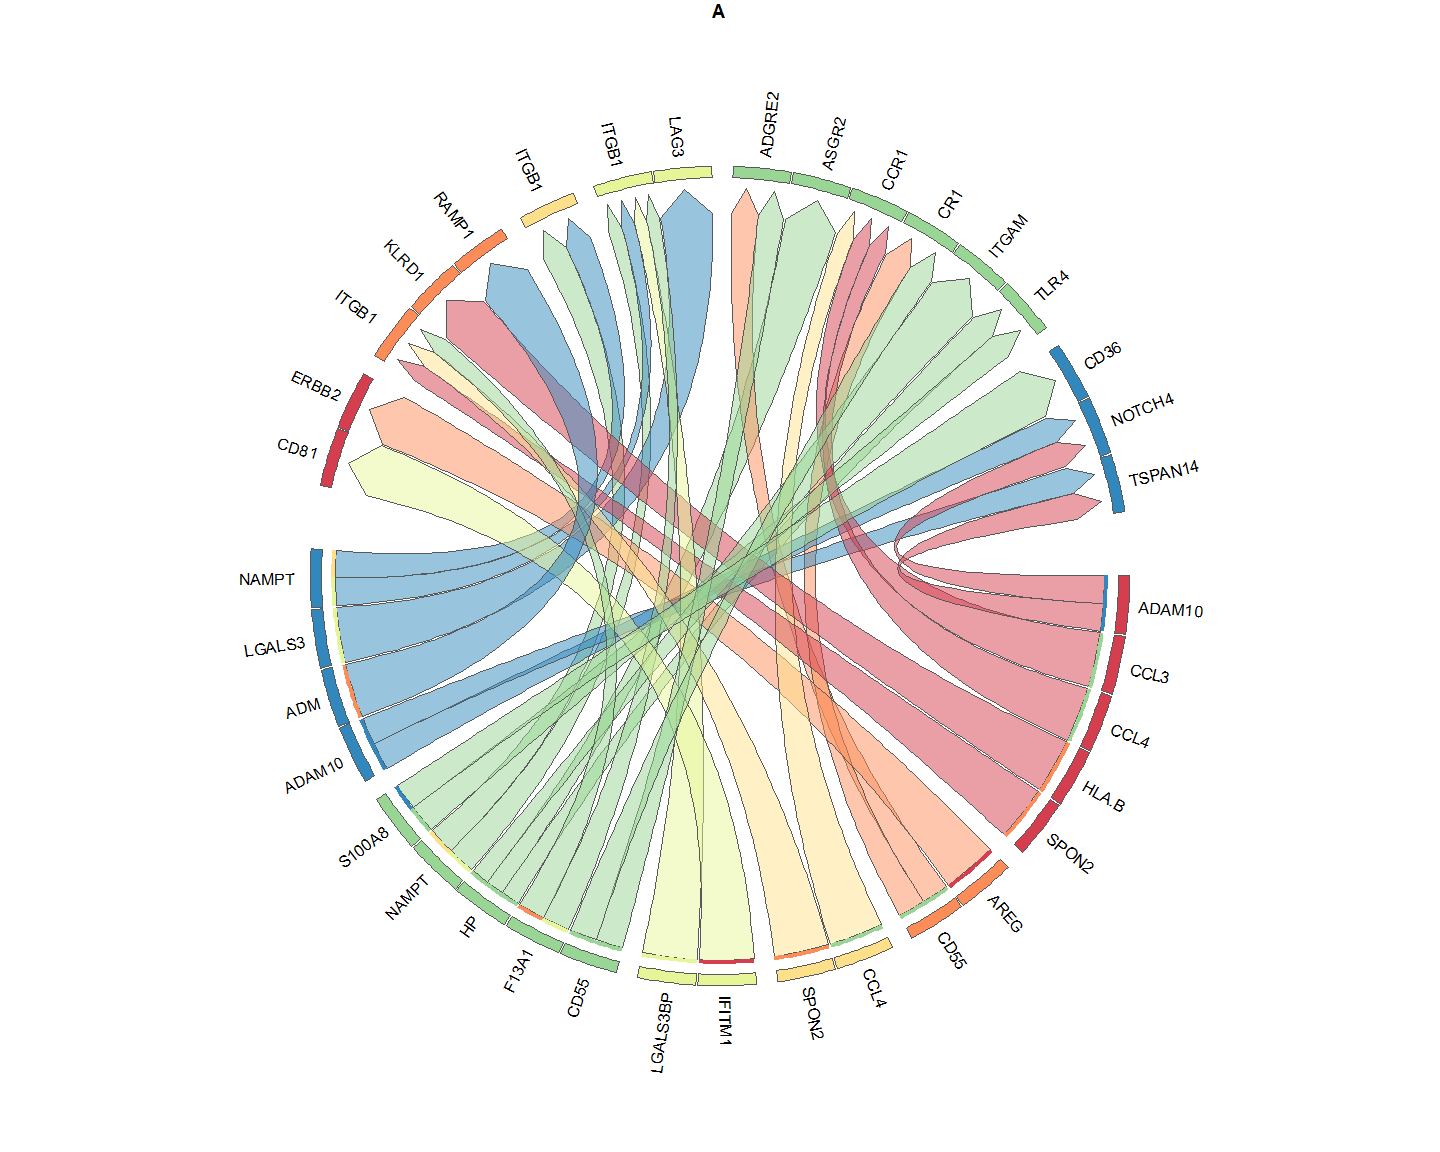 A
ADGRE2
ASGR2
CCR1
CR1
ITGAM
TLR4
CD36
NOTCH4
TSPAN14
ADAM10
CCL3
CCL4
HLA.B
SPON2
AREG
CD55
CCL4
SPON2
IFITM1
LGALS3BP
CD55
F13A1
HP
NAMPT
S100A8
ADAM10
ADM
LGALS3
NAMPT
CD81
ERBB2
ITGB1
KLRD1
RAMP1
ITGB1
ITGB1
LAG3